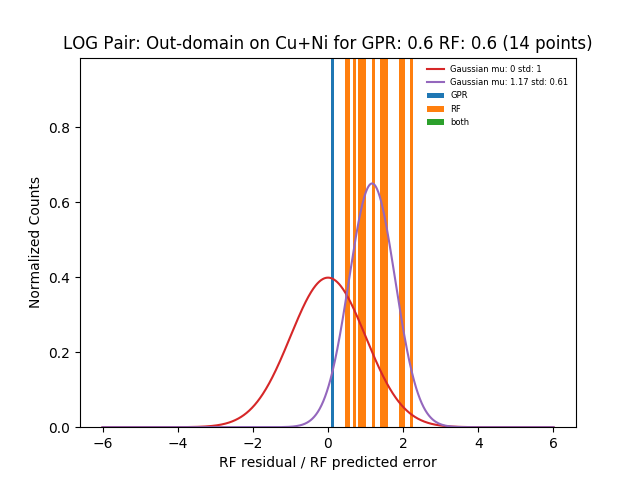 LOG Pair: Out-domain on Cu+Ni for GPR: 0.6 RF: 0.6 (14 points)
Gaussian mu: 0 std: 1
Gaussian mu: 1.17 std: 0.61
GPR
RF
both
Normalized Counts
0.8
0.6
0.4
0.2
0.0
−6 −4 −2 0 2 4 6
RF residual / RF predicted error